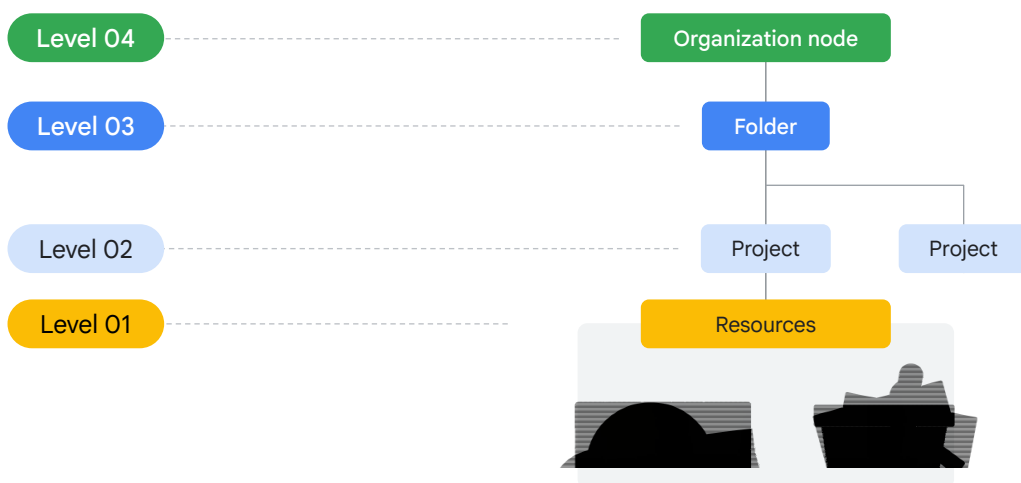 Level 04
Organization node
Level 03
Folder
Level 02
Project
Project
Level 01
Resources